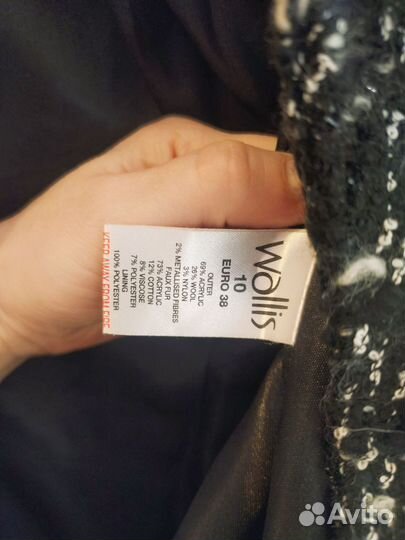 Wallis
10
EURO 38
OUTER
69% ACRYLIC
26% WOOL
3% NYLON
2% METALLISED FIBRES
FAUX FUR
73% ACRYLIC
12% COTTON
8% VISCOSE
7% POLYESTER
LINING
100% POLYESTER
KEEP AWAY FROM FIRE
Avito